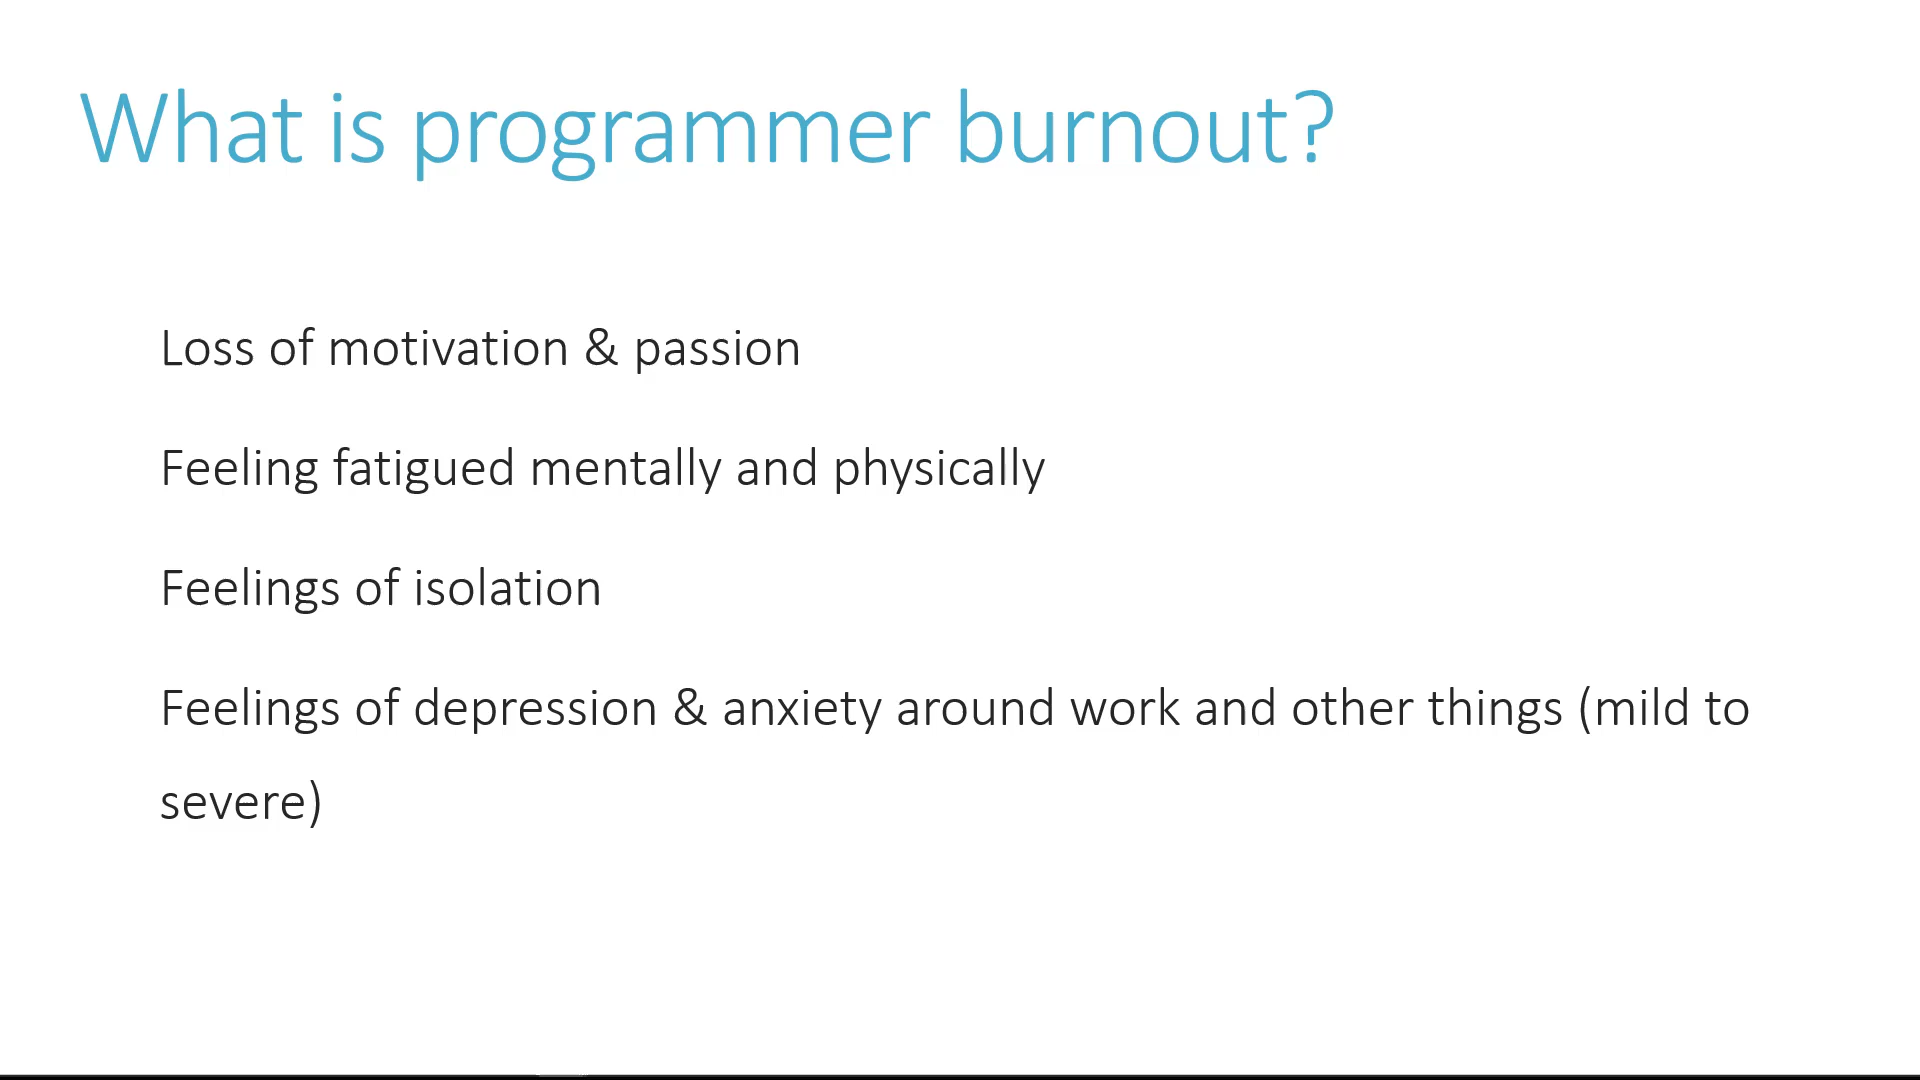 What is programmer burnout?
Loss of motivation & passion
Feeling fatigued mentally and physically
Feelings of isolation
Feelings of depression & anxiety around work and other things (mild to
severe)